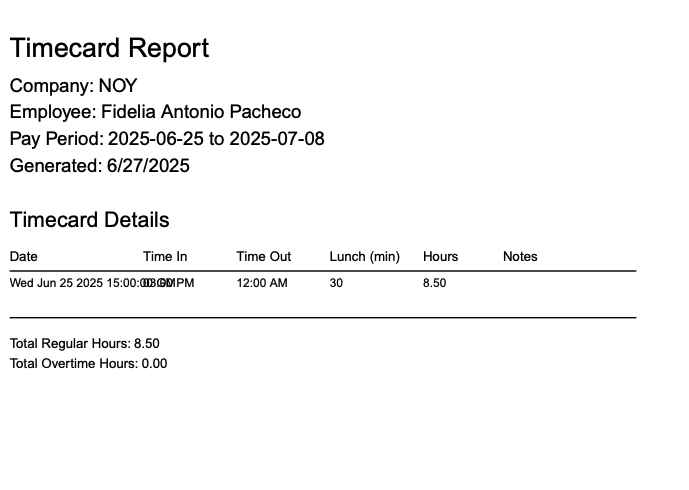 Timecard Report
Company: NOY
Employee: Fidelia Antonio Pacheco
Pay Period: 2025-06-25 to 2025-07-08
Generated: 6/27/2025
Timecard Details
Date Time In Time Out Lunch (min) Hours Notes
Wed Jun 25 2025 15:00:00 GM 03:00 PM 12:00 AM 30 8.50
Total Regular Hours: 8.50
Total Overtime Hours: 0.00